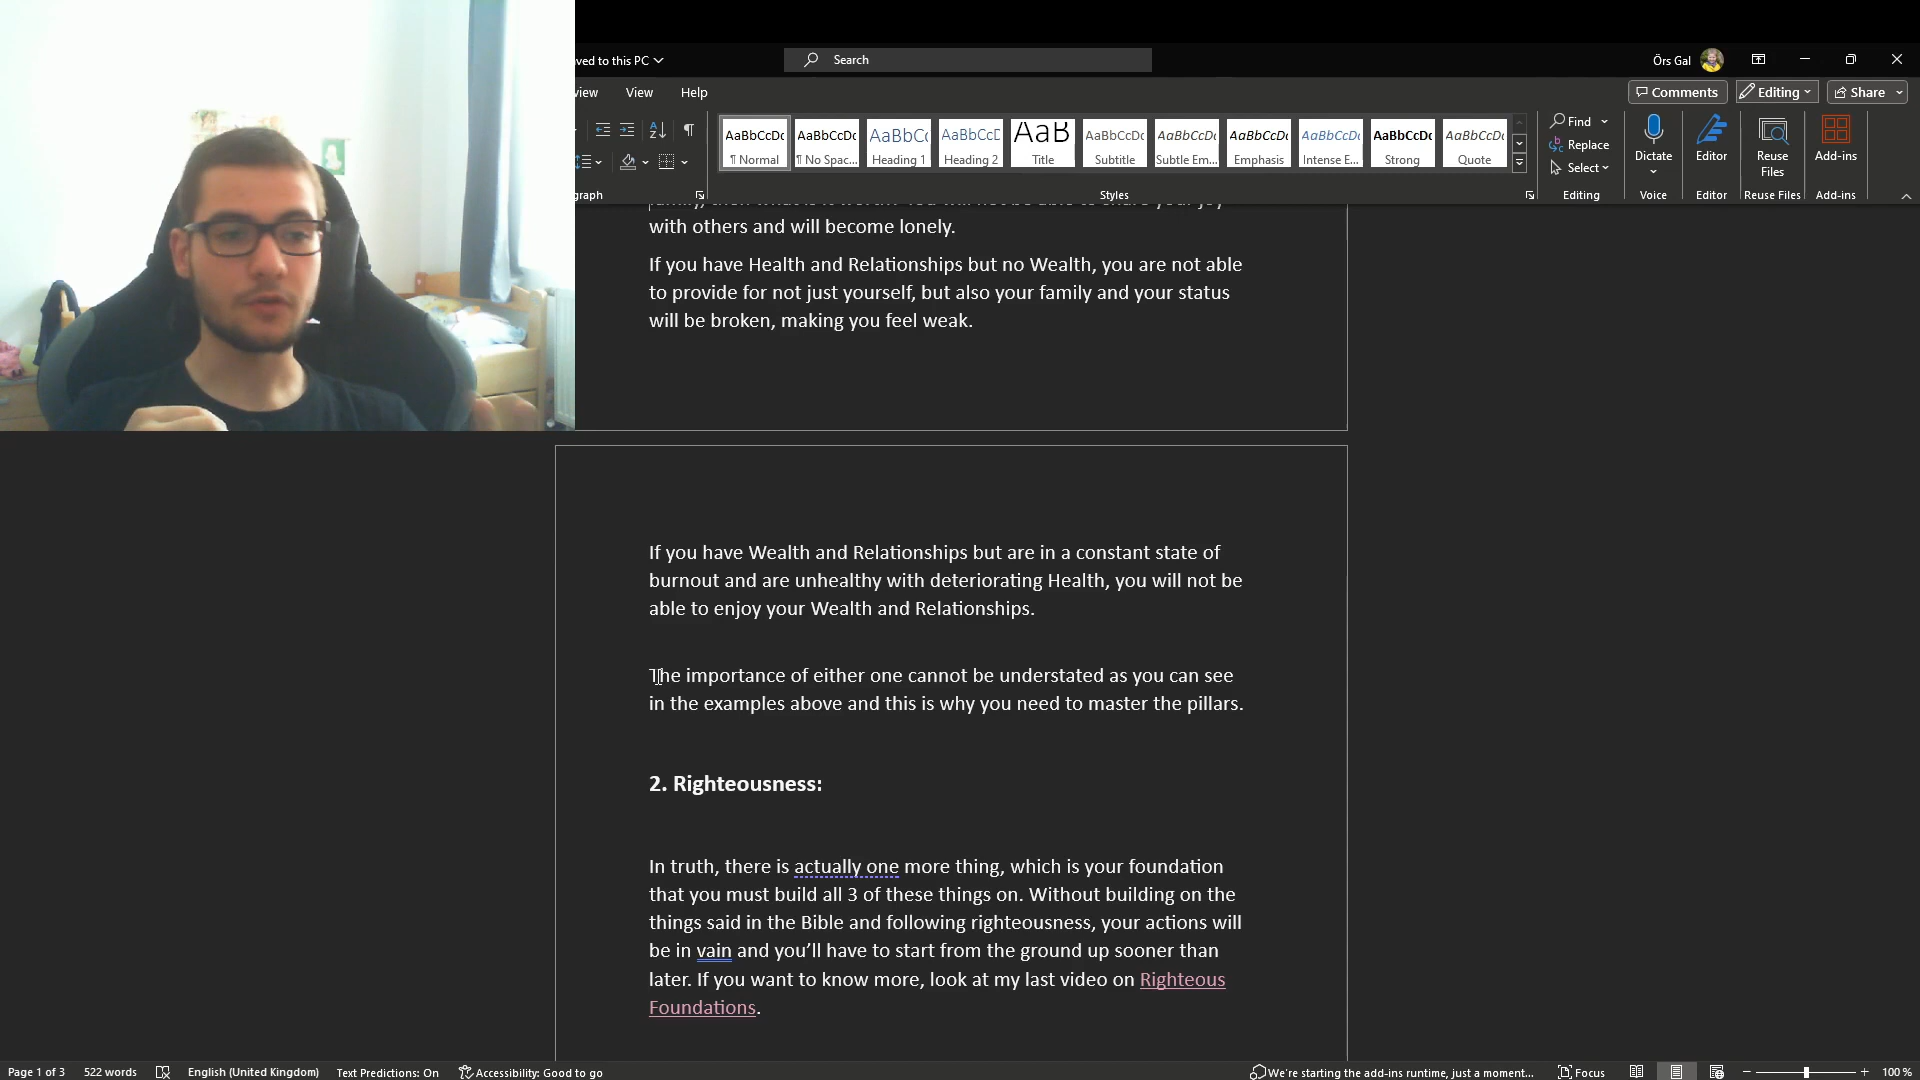 ved to this PC
Search
Örs Gal
view View Help
Comments Editing Share
AaBbCcDc AaBbCcDc AaBbC AaBbCcD AaB AaBbCcDc AaBbCcDc AaBbCcDc AaBbCcDc AaBbCcDc AaBbCcDc
¶ Normal ¶ No Spac... Heading 1 Heading 2 Title Subtitle Subtle Em... Emphasis Intense E... Strong Quote
Find
Replace
Select
Dictate Editor Reuse Files Add-ins
graph Styles Editing Voice Editor Reuse Files Add-ins
with others and will become lonely.
If you have Health and Relationships but no Wealth, you are not able
to provide for not just yourself, but also your family and your status
will be broken, making you feel weak.
If you have Wealth and Relationships but are in a constant state of
burnout and are unhealthy with deteriorating Health, you will not be
able to enjoy your Wealth and Relationships.
The importance of either one cannot be understated as you can see
in the examples above and this is why you need to master the pillars.
2. Righteousness:
In truth, there is actually one more thing, which is your foundation
that you must build all 3 of these things on. Without building on the
things said in the Bible and following righteousness, your actions will
be in vain and you’ll have to start from the ground up sooner than
later. If you want to know more, look at my last video on Righteous
Foundations.
Page 1 of 3 522 words English (United Kingdom) Text Predictions: On Accessibility: Good to go We're starting the add-ins runtime, just a moment... Focus 100 %